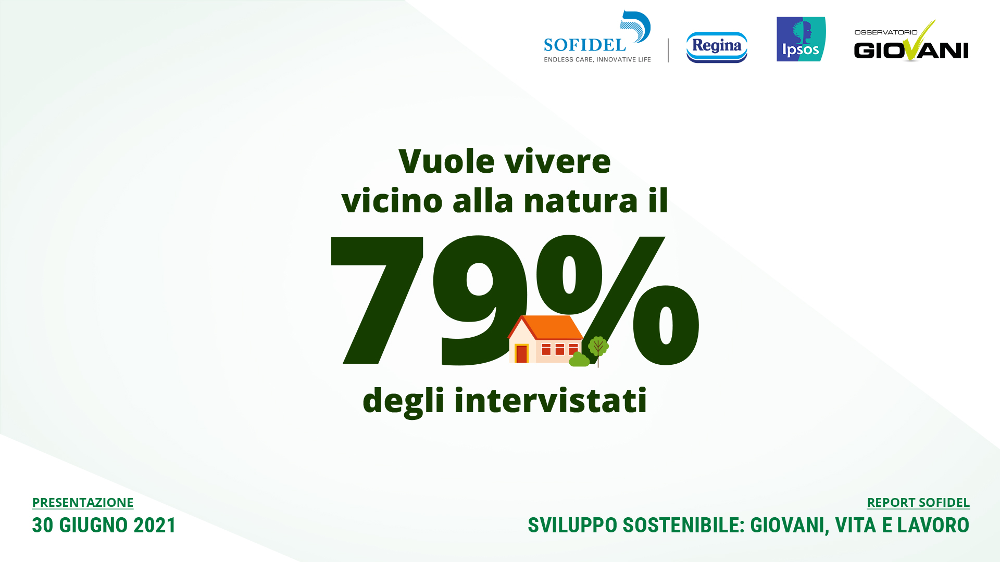 SOFIDEL
ENDLESS CARE, INNOVATIVE LIFE
Regina
Ipsos
OSSERVATORIO
GIOVANI
Vuole vivere
vicino alla natura il
79%
degli intervistati
PRESENTAZIONE
30 GIUGNO 2021
REPORT SOFIDEL
SVILUPPO SOSTENIBILE: GIOVANI, VITA E LAVORO